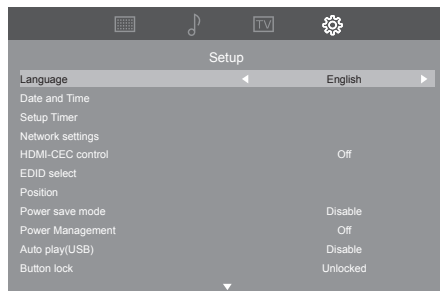 TV
Setup
Language English
Date and Time
Setup Timer
Network settings
HDMI-CEC control Off
EDID select
Position
Power save mode Disable
Power Management Off
Auto play(USB) Disable
Button lock Unlocked